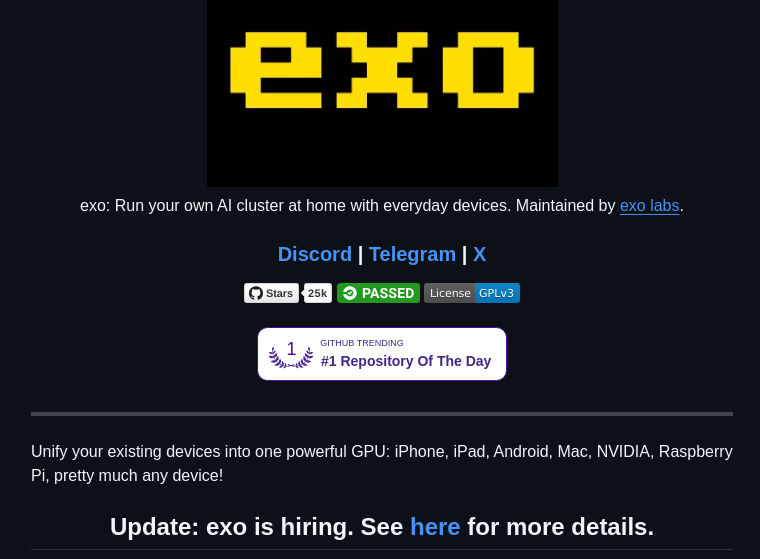 exo
exo: Run your own AI cluster at home with everyday devices. Maintained by exo labs.
Discord | Telegram | X
Stars 25k PASSED License GPLv3
1 GITHUB TRENDING
#1 Repository Of The Day
Unify your existing devices into one powerful GPU: iPhone, iPad, Android, Mac, NVIDIA, Raspberry
Pi, pretty much any device!
Update: exo is hiring. See here for more details.